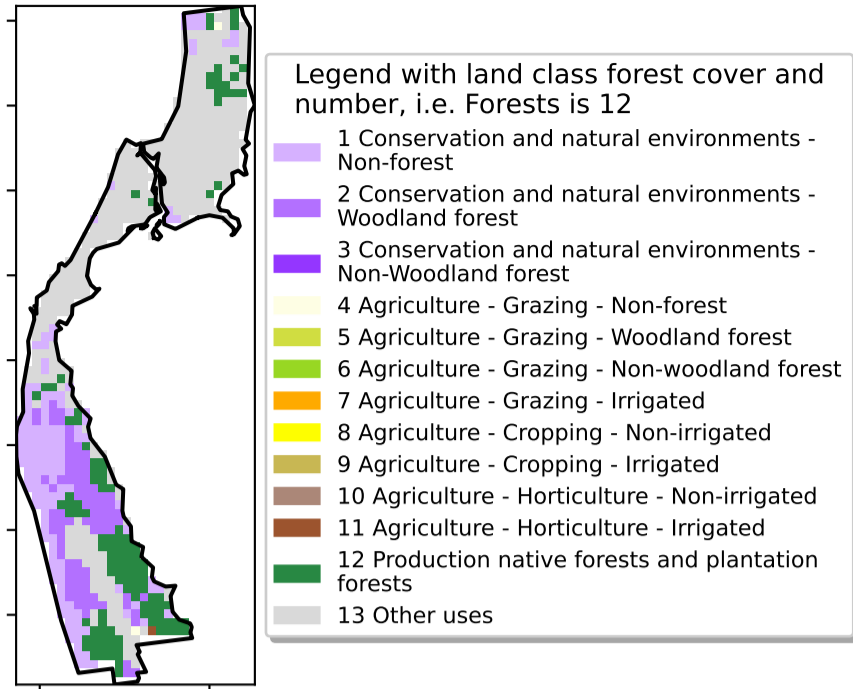 Legend with land class forest cover and
number, i.e. Forests is 12
1 Conservation and natural environments -
Non-forest
2 Conservation and natural environments -
Woodland forest
3 Conservation and natural environments -
Non-Woodland forest
4 Agriculture - Grazing - Non-forest
5 Agriculture - Grazing - Woodland forest
6 Agriculture - Grazing - Non-woodland forest
7 Agriculture - Grazing - Irrigated
8 Agriculture - Cropping - Non-irrigated
9 Agriculture - Cropping - Irrigated
10 Agriculture - Horticulture - Non-irrigated
11 Agriculture - Horticulture - Irrigated
12 Production native forests and plantation
forests
13 Other uses